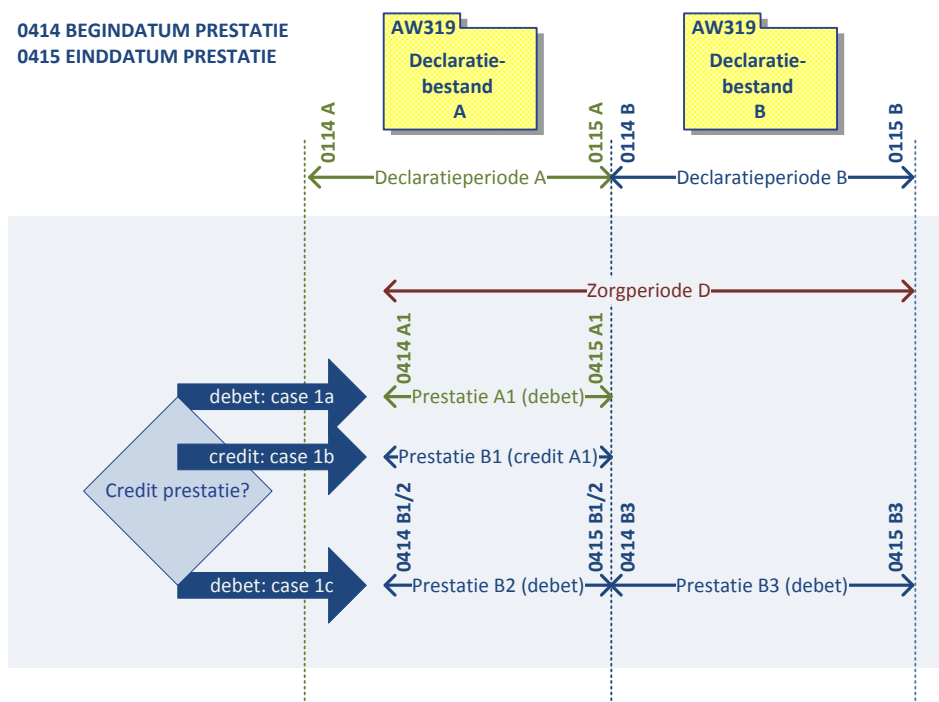 0414 BEGINDATUM PRESTATIE
0415 EINDDATUM PRESTATIE
AW319
Declaratie-
bestand
A
AW319
Declaratie-
bestand
B
0114 A
0115 A
0114 B
0115 B
Declaratieperiode A
Declaratieperiode B
Zorgperiode D
0414 A1
0415 A1
debet: case 1a
Prestatie A1 (debet)
credit: case 1b
Prestatie B1 (credit A1)
Credit prestatie?
0414 B1/2
0415 B1/2
0414 B3
0415 B3
debet: case 1c
Prestatie B2 (debet)
Prestatie B3 (debet)